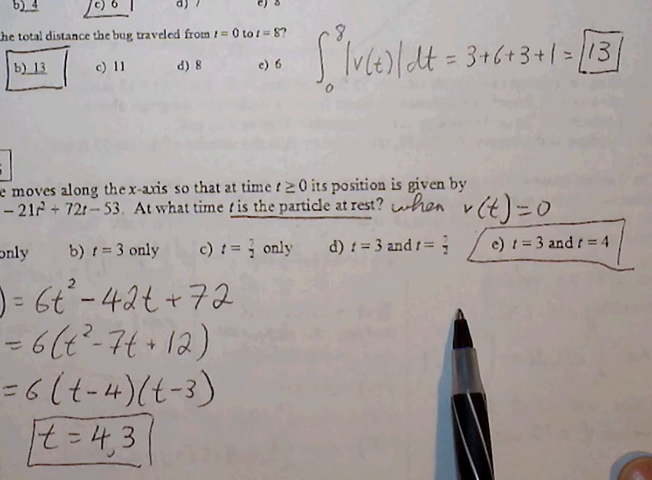 b) 4 c) 6 d) 7 e) 8
he total distance the bug traveled from t = 0 to t = 8?
b) 13 c) 11 d) 8 e) 6
∫₀⁸ |v(t)| dt = 3+6+3+1 = 13
e moves along the x-axis so that at time t ≥ 0 its position is given by
– 21t² + 72t – 53. At what time t is the particle at rest? when v(t) = 0
only b) t = 3 only c) t = 7/2 only d) t = 3 and t = 7/2 e) t = 3 and t = 4
) = 6t² - 42t + 72
= 6(t² - 7t + 12)
= 6(t-4)(t-3)
t = 4, 3